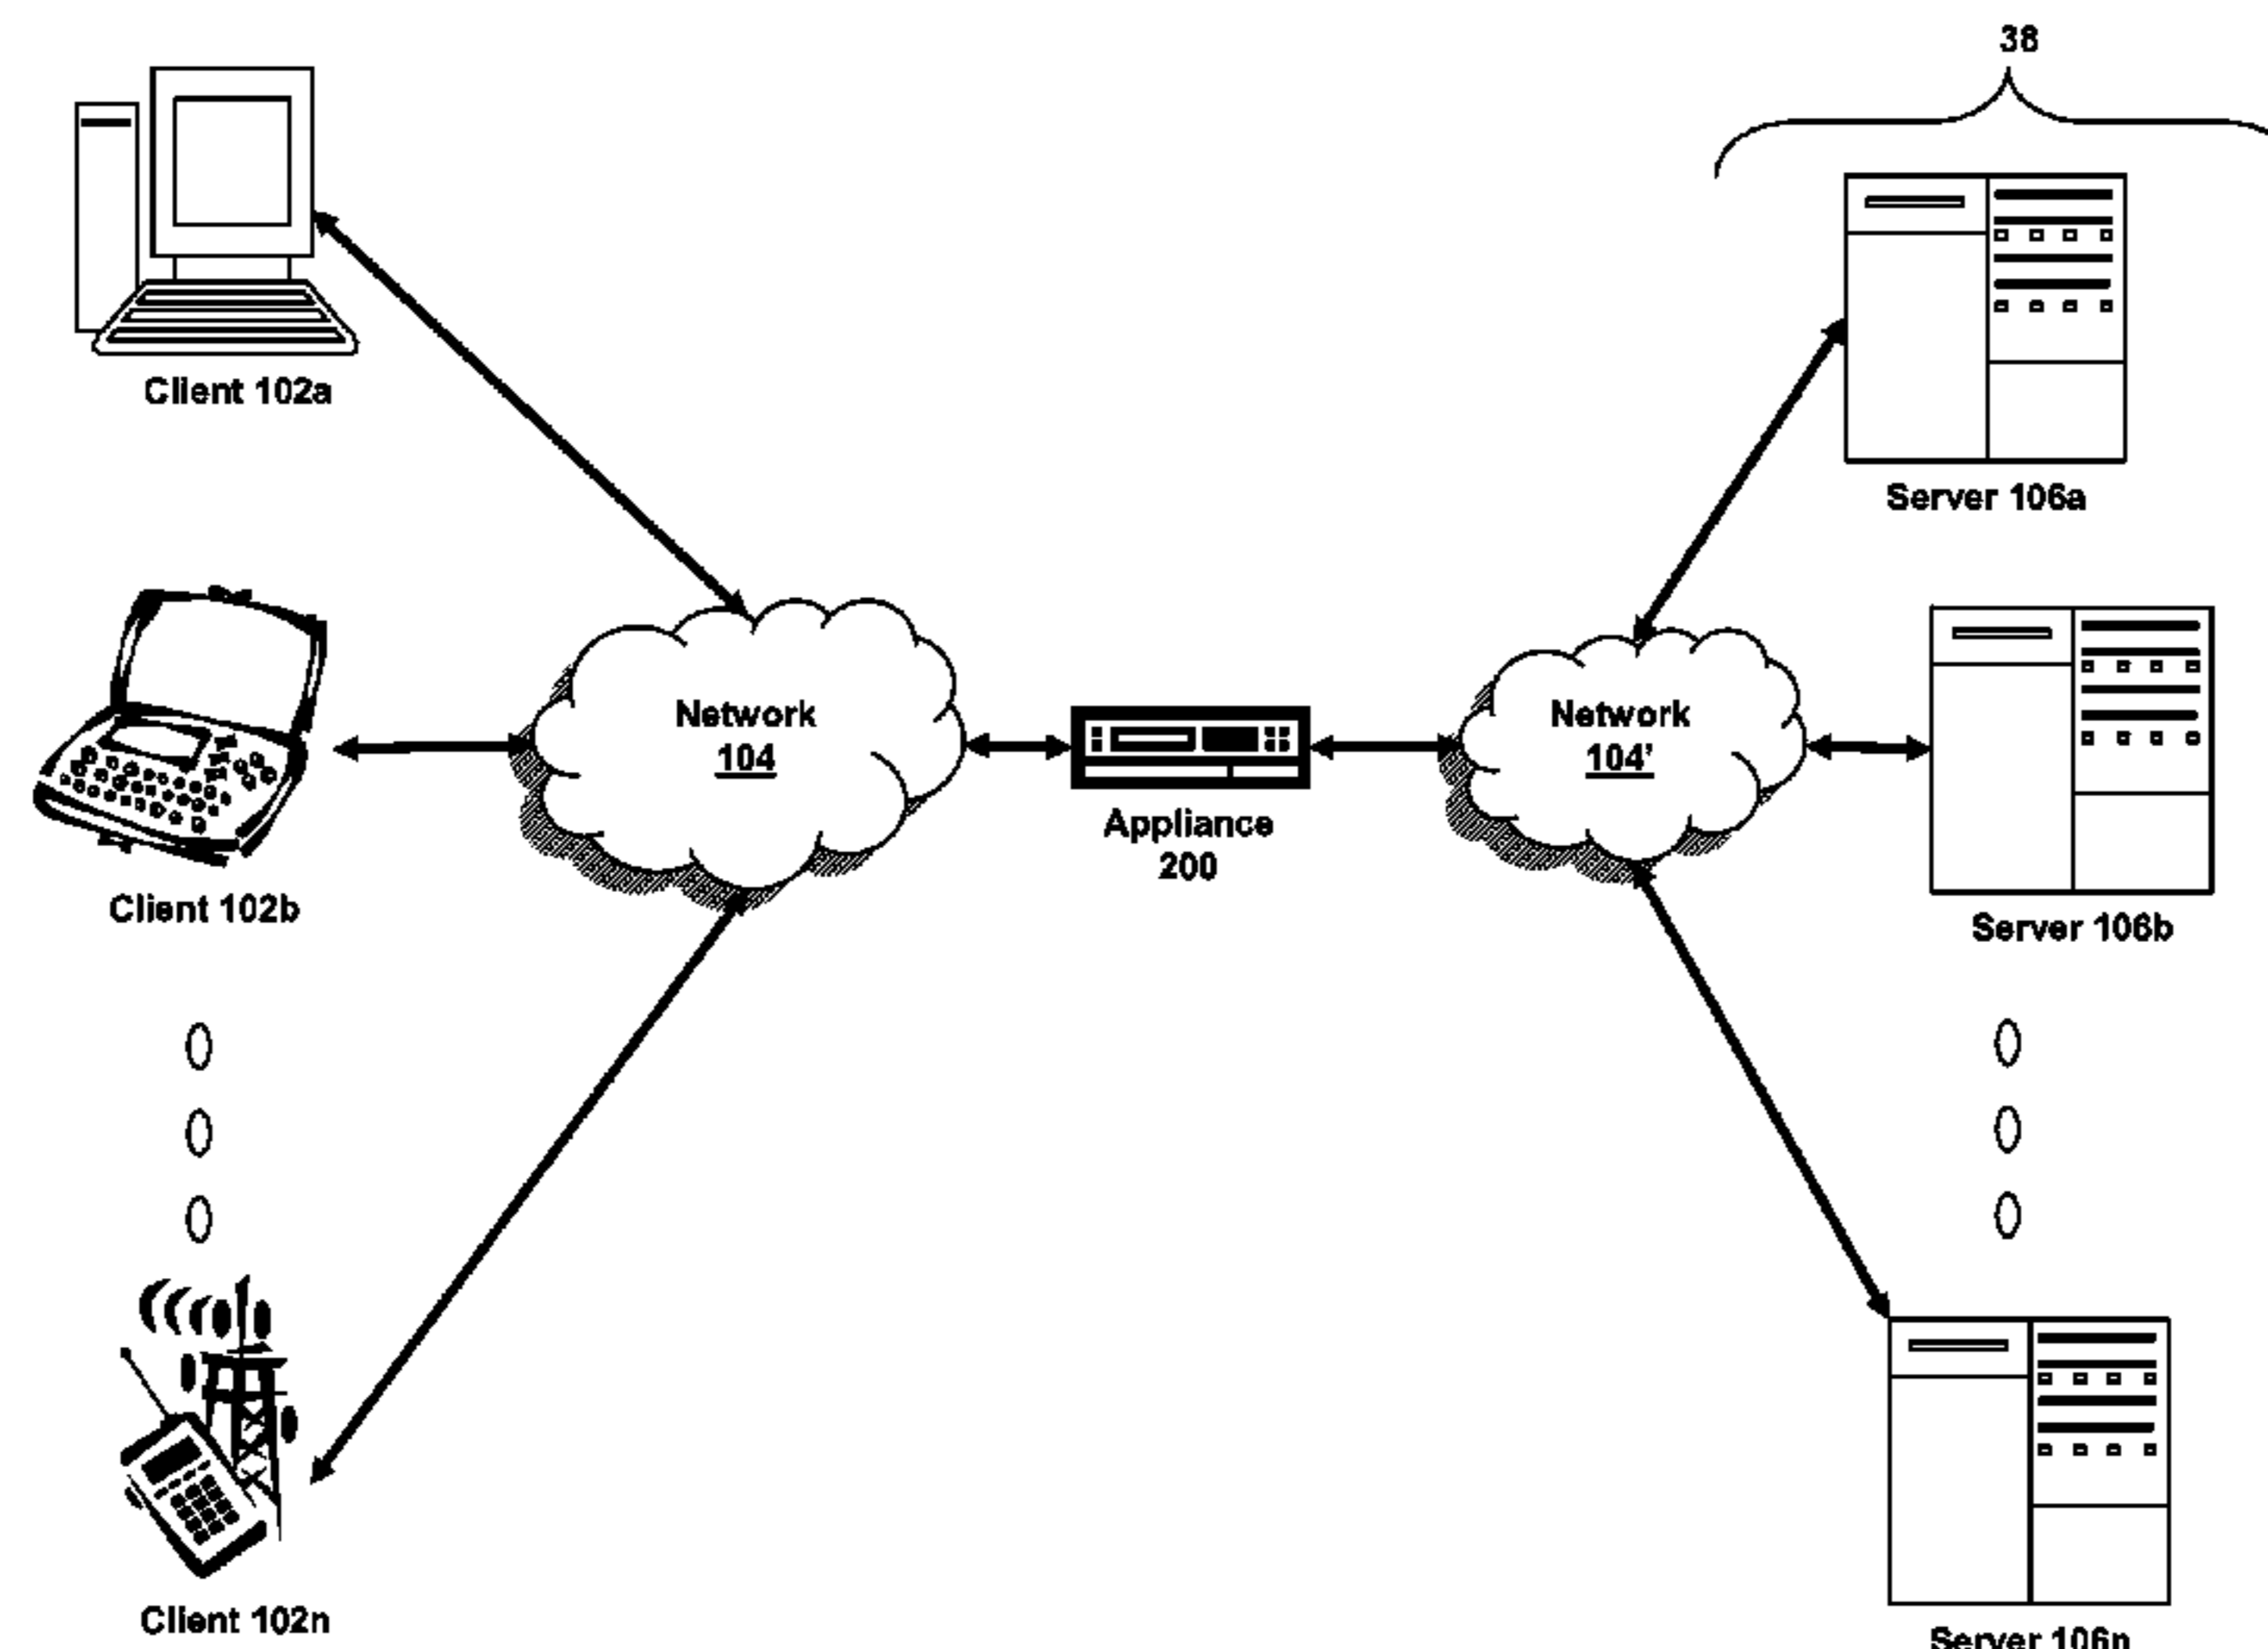 38
Client 102a
Server 106a
Network
104
Network
104'
Appliance
200
Client 102b
Server 106b
Client 102n
Server 106n